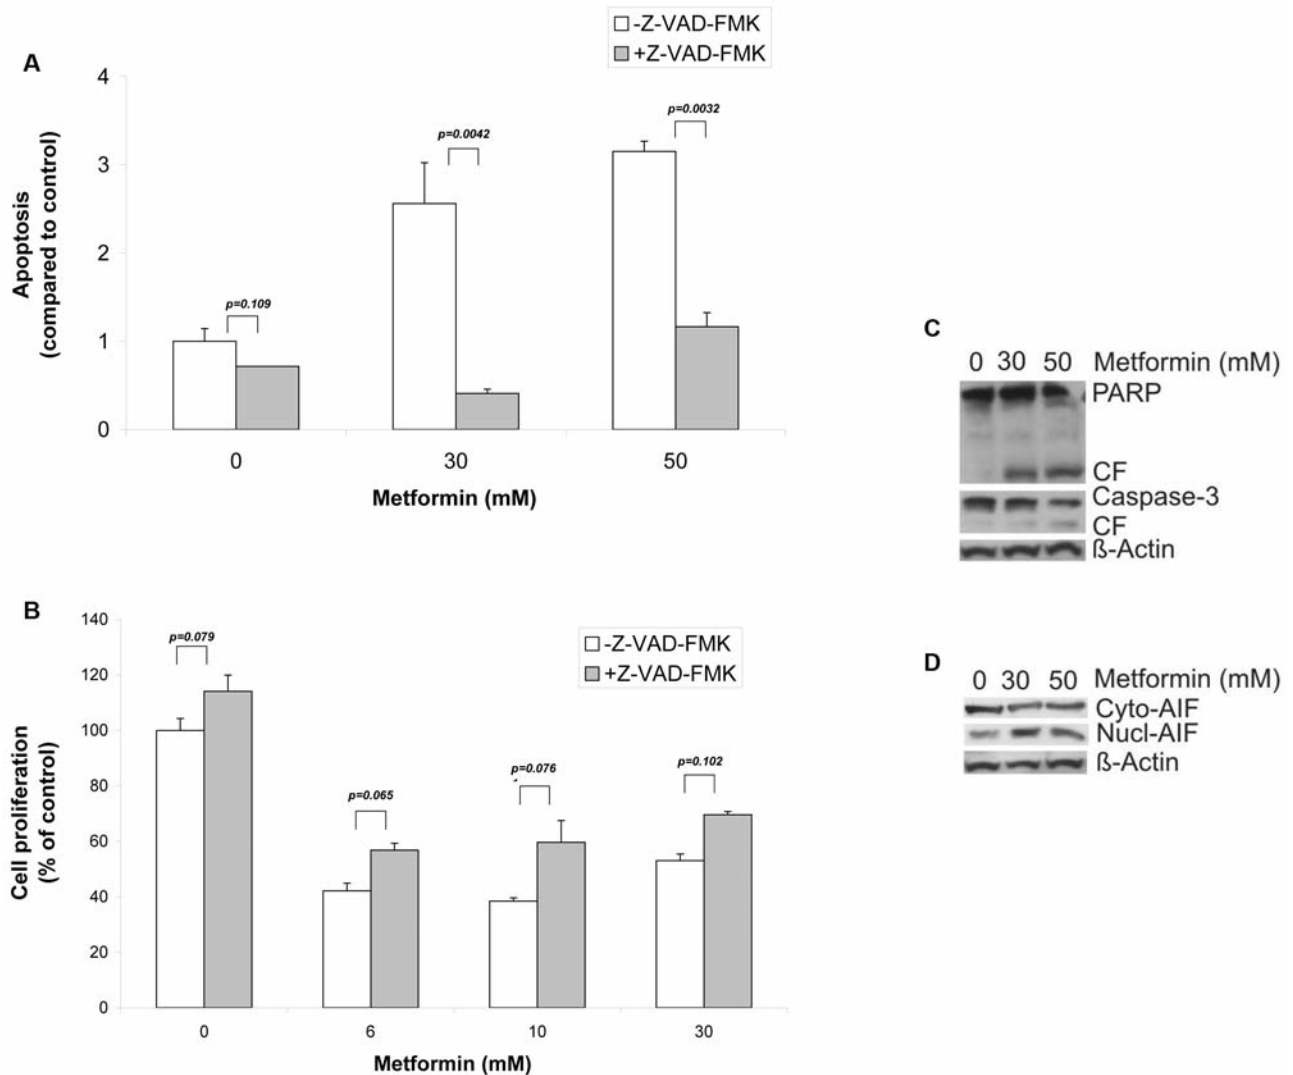 -Z-VAD-FMK
+Z-VAD-FMK
A
4
3
2
1
0
Apoptosis
(compared to control)
p=0.109
p=0.0042
p=0.0032
0 30 50
Metformin (mM)
B
140
120
100
80
60
40
20
0
Cell proliferation
(% of control)
-Z-VAD-FMK
+Z-VAD-FMK
p=0.079
p=0.065
p=0.076
p=0.102
0 6 10 30
Metformin (mM)
C
0 30 50 Metformin (mM)
PARP
CF
Caspase-3
CF
ß-Actin
D
0 30 50 Metformin (mM)
Cyto-AIF
Nucl-AIF
ß-Actin